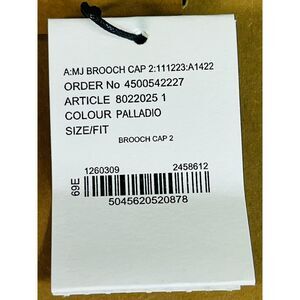 A:MJ BROOCH CAP 2:111223:A1422
ORDER No 4500542227
ARTICLE 8022025 1
COLOUR PALLADIO
SIZE/FIT
BROOCH CAP 2
1260309 2458612
69E
5045620520878